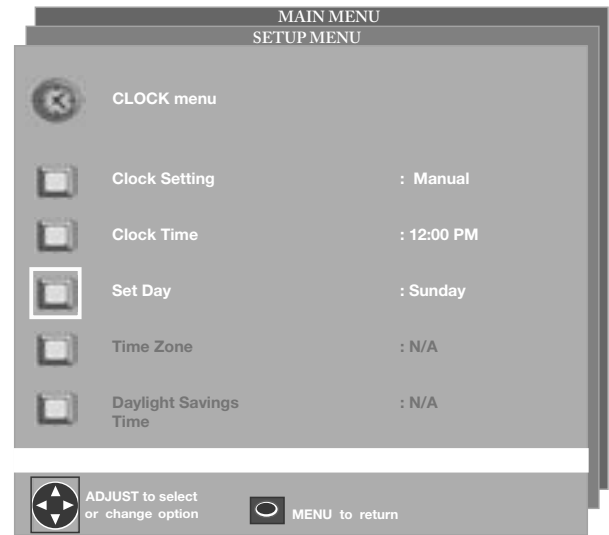 MAIN MENU
SETUP MENU
CLOCK menu
Clock Setting : Manual
Clock Time : 12:00 PM
Set Day : Sunday
Time Zone : N/A
Daylight Savings : N/A
Time
ADJUST to select
or change option
MENU to return